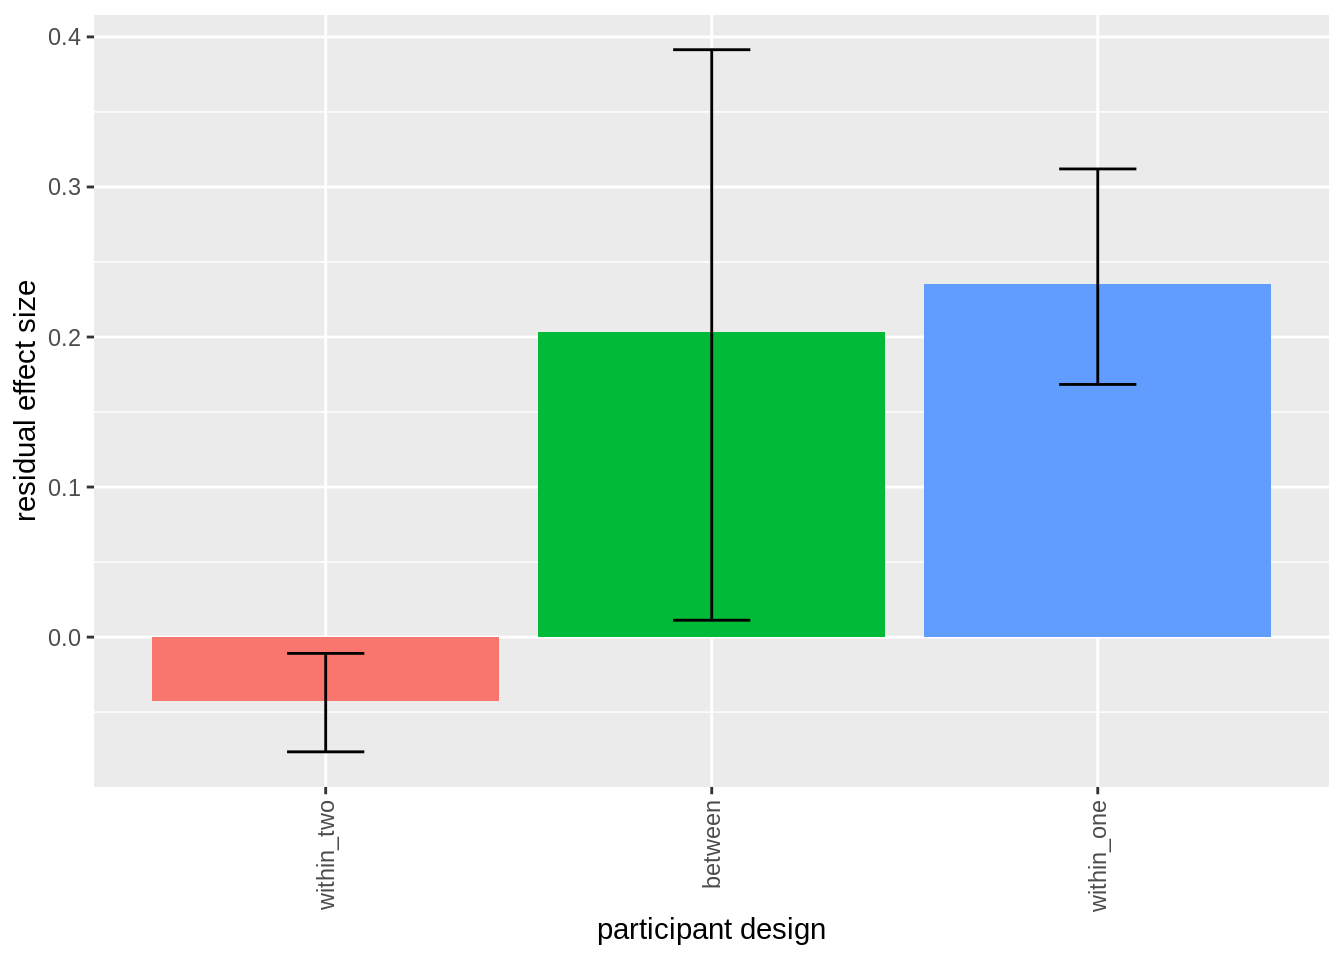 0.4
0.3
0.2
0.1
0.0
residual effect size
within_two
between
within_one
participant design